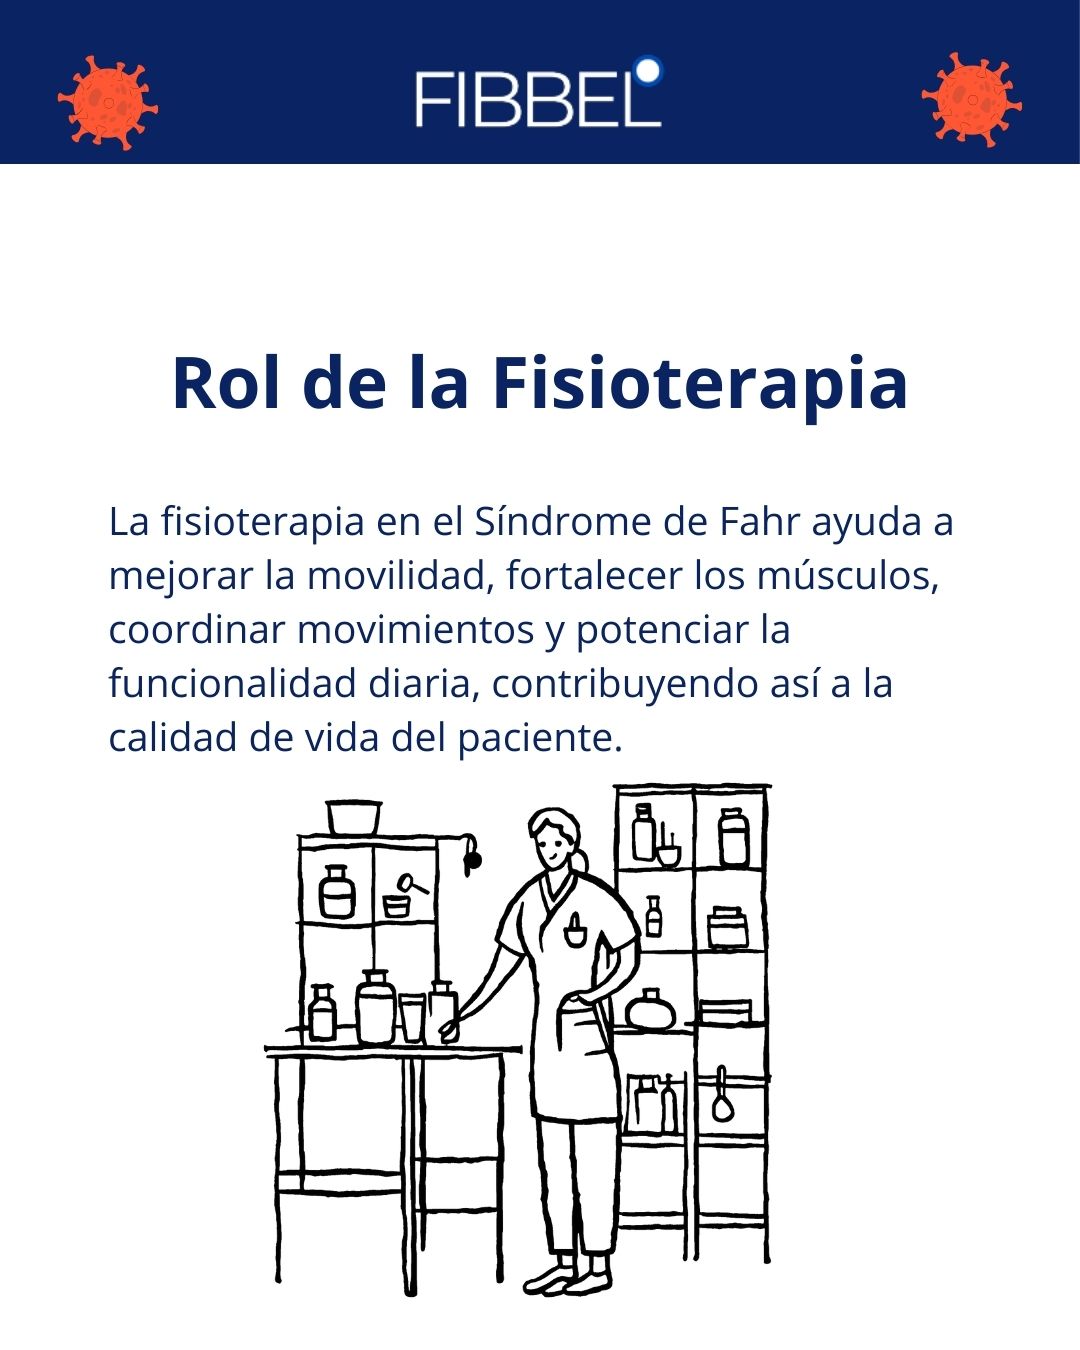 FIBBEL
Rol de la Fisioterapia
La fisioterapia en el Síndrome de Fahr ayuda a
mejorar la movilidad, fortalecer los músculos,
coordinar movimientos y potenciar la
funcionalidad diaria, contribuyendo así a la
calidad de vida del paciente.